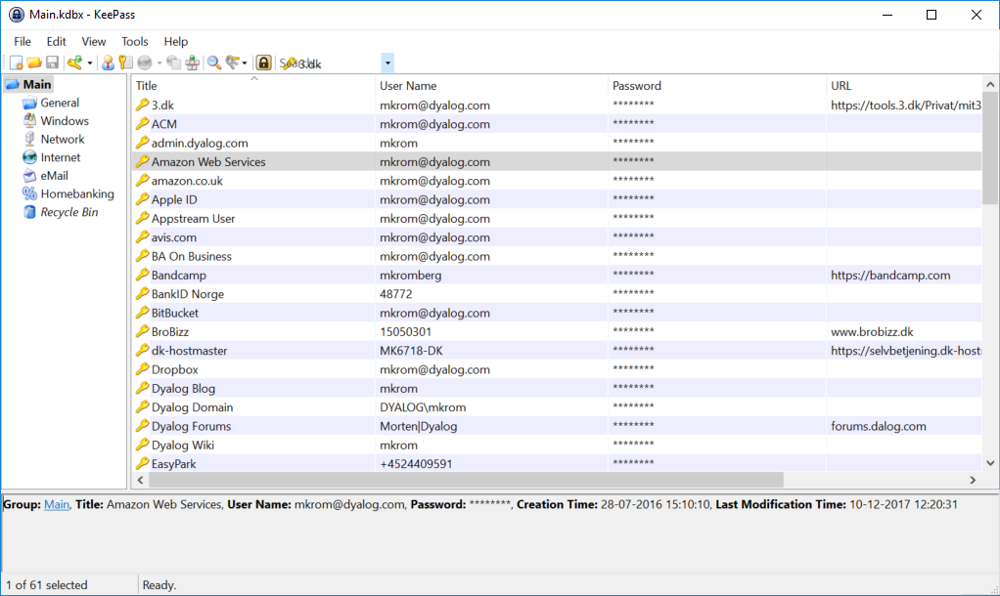 Main.kdbx - KeePass
File Edit View Tools Help
3.dk
Main
General
Windows
Network
Internet
eMail
Homebanking
Recycle Bin
Title User Name Password URL
3.dk mkrom@dyalog.com ******** https://tools.3.dk/Privat/mit3
ACM mkrom@dyalog.com ********
admin.dyalog.com mkrom ********
Amazon Web Services mkrom@dyalog.com ********
amazon.co.uk mkrom@dyalog.com ********
Apple ID mkrom@dyalog.com ********
Appstream User mkrom@dyalog.com ********
avis.com mkrom@dyalog.com ********
BA On Business mkrom@dyalog.com ********
Bandcamp mkromberg ******** https://bandcamp.com
BankID Norge 48772 ********
BitBucket mkrom@dyalog.com ********
BroBizz 15050301 ******** www.brobizz.dk
dk-hostmaster MK6718-DK ******** https://selvbetjening.dk-host
Dropbox mkrom@dyalog.com ********
Dyalog Blog mkrom ********
Dyalog Domain DYALOG\mkrom ********
Dyalog Forums Morten|Dyalog ******** forums.dalog.com
Dyalog Wiki mkrom ********
EasyPark +4524409591 ********
Group: Main, Title: Amazon Web Services, User Name: mkrom@dyalog.com, Password: ********, Creation Time: 28-07-2016 15:10:10, Last Modification Time: 10-12-2017 12:20:31
1 of 61 selected Ready.